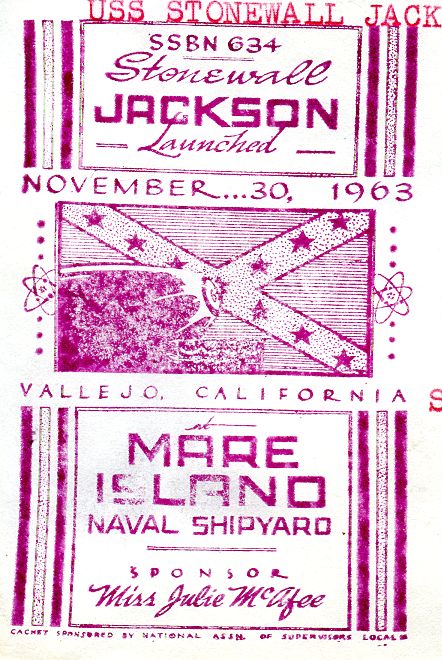 USS STONEWALL JACK
SSBN 634
Stonewall
JACKSON
Launched
NOVEMBER...30, 1963
VALLEJO, CALIFORNIA
S
at
MARE
ISLAND
NAVAL SHIPYARD
SPONSOR
Miss Julie McAfee
CACHET SPONSORED BY NATIONAL ASSN. OF SUPERVISORS LOCAL